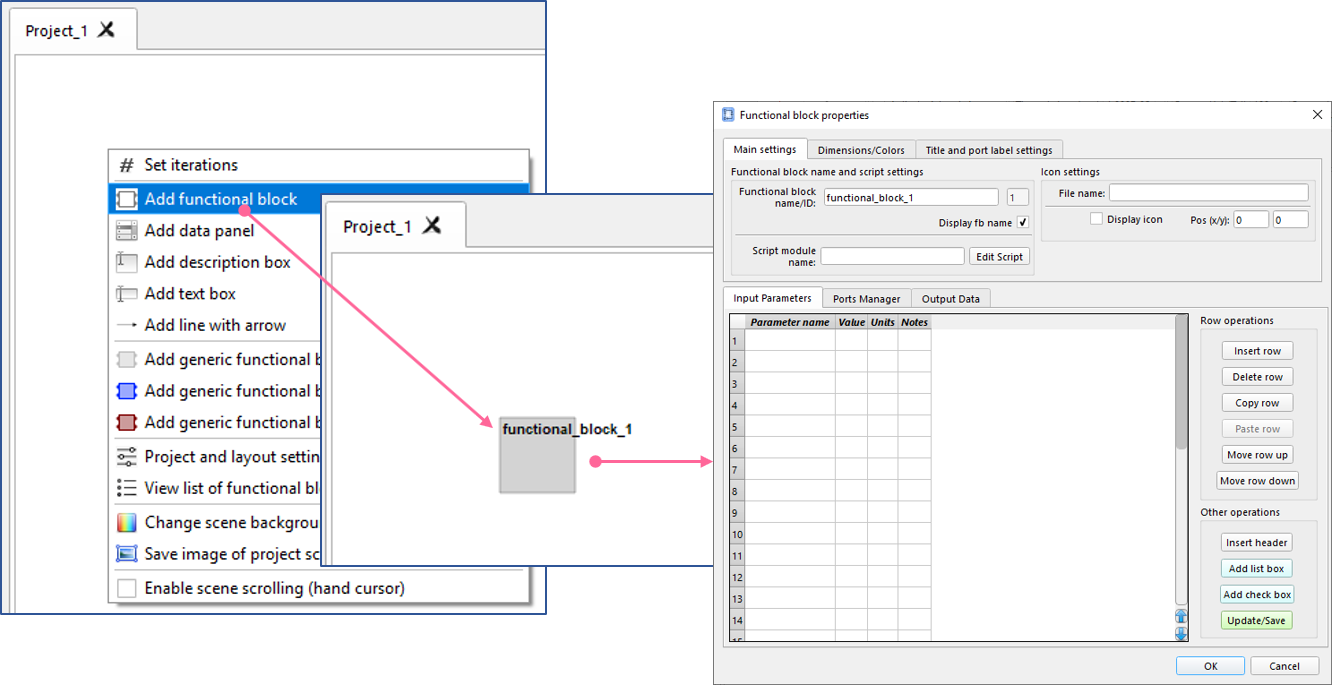 Project_1
# Set iterations
Add functional block
Add data panel
Add description box
Add text box
Add line with arrow
Add generic functional b
Add generic functional b
Add generic functional b
Project and layout settin
View list of functional bl
Change scene backgrou
Save image of project sc
Enable scene scrolling (hand cursor)
Project_1
functional_block_1
Functional block properties
Main settings
Dimensions/Colors
Title and port label settings
Functional block name and script settings
Functional block
name/ID:
functional_block_1
1
Display fb name
Script module
name:
Edit Script
Icon settings
File name:
Display icon
Pos (x/y):
0
0
Input Parameters
Ports Manager
Output Data
Parameter name Value Units Notes
1
2
3
4
5
6
7
8
9
10
11
12
13
14
15
Row operations
Insert row
Delete row
Copy row
Paste row
Move row up
Move row down
Other operations
Insert header
Add list box
Add check box
Update/Save
OK
Cancel